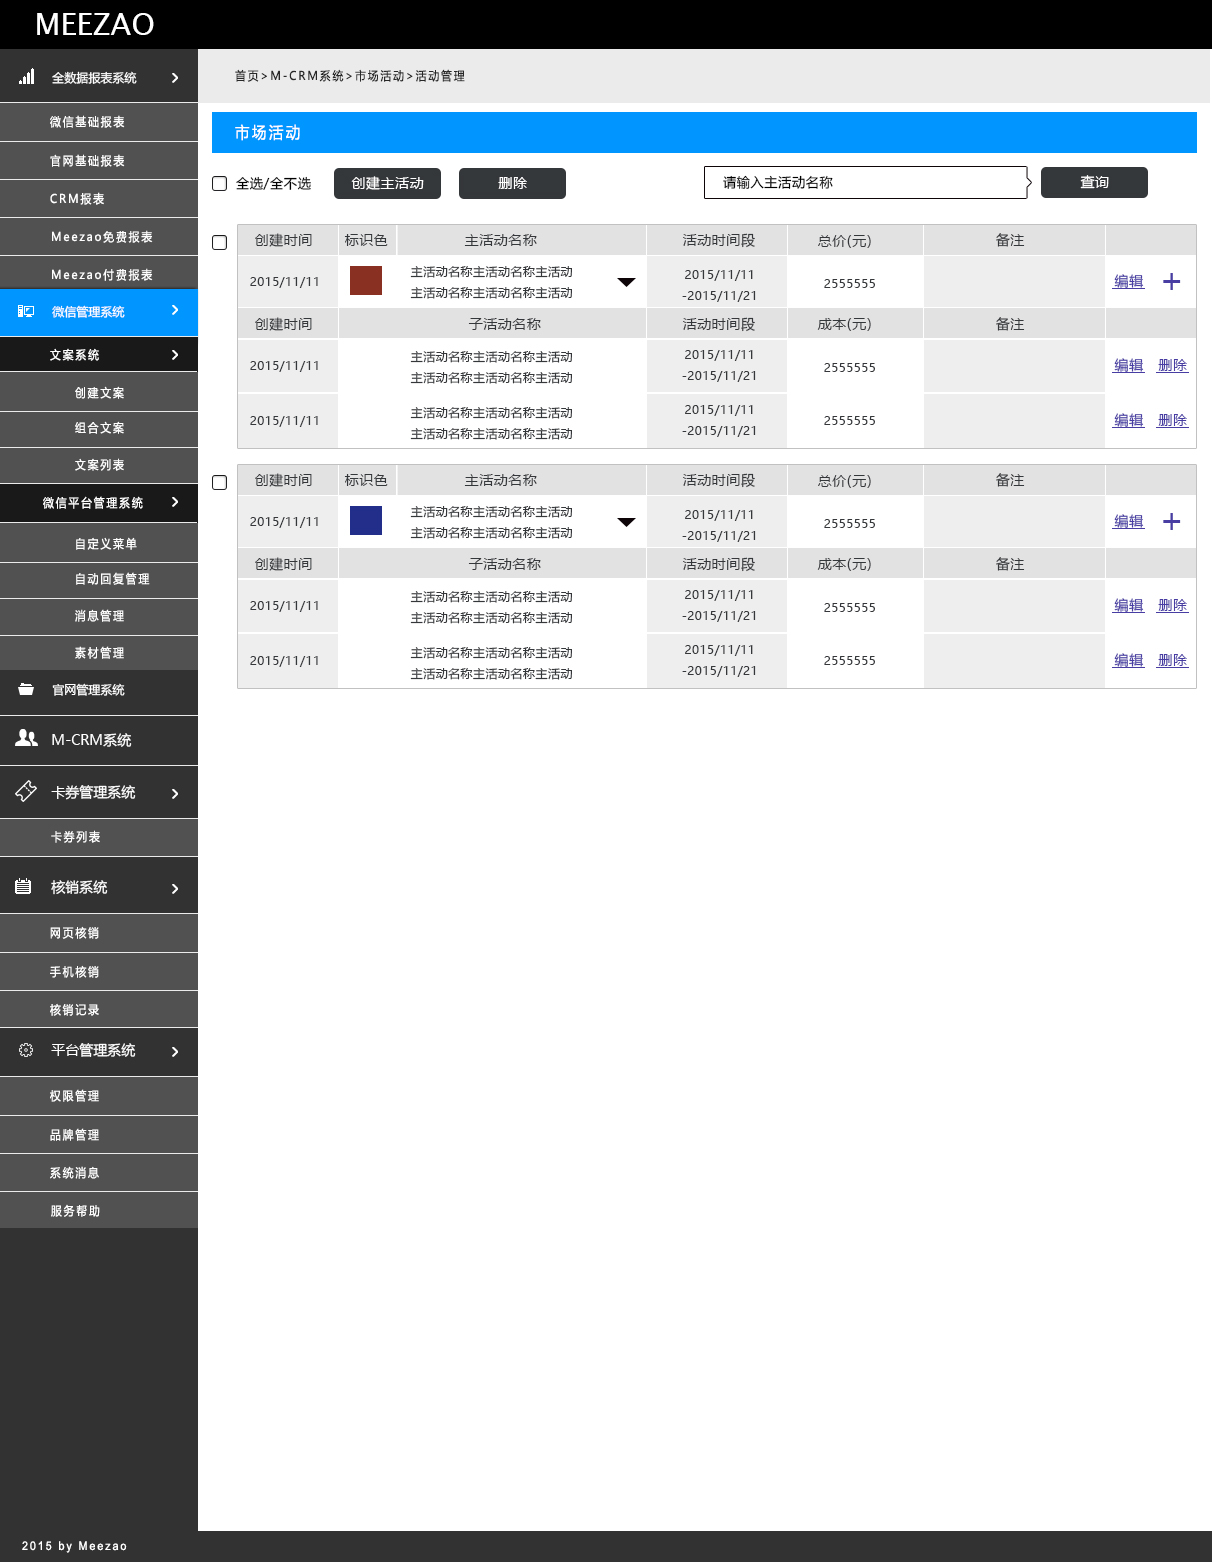 MEEZAO
全数据报表系统
微信基础报表
官网基础报表
CRM报表
Meezao免费报表
Meezao付费报表
微信管理系统
文案系统
创建文案
组合文案
文案列表
微信平台管理系统
自定义菜单
自动回复管理
消息管理
素材管理
官网管理系统
M-CRM系统
卡券管理系统
卡券列表
核销系统
网页核销
手机核销
核销记录
平台管理系统
权限管理
品牌管理
系统消息
服务帮助
首页>M-CRM系统>市场活动>活动管理
市场活动
全选/全不选 创建主活动 删除 请输入主活动名称 查询
创建时间 标识色 主活动名称 活动时间段 总价(元) 备注
2015/11/11 主活动名称主活动名称主活动 2015/11/11 2555555 编辑
主活动名称主活动名称主活动 -2015/11/21
创建时间 子活动名称 活动时间段 成本(元) 备注
2015/11/11 主活动名称主活动名称主活动 2015/11/11 2555555 编辑 删除
主活动名称主活动名称主活动 -2015/11/21
2015/11/11 主活动名称主活动名称主活动 2015/11/11 2555555 编辑 删除
主活动名称主活动名称主活动 -2015/11/21
创建时间 标识色 主活动名称 活动时间段 总价(元) 备注
2015/11/11 主活动名称主活动名称主活动 2015/11/11 2555555 编辑
主活动名称主活动名称主活动 -2015/11/21
创建时间 子活动名称 活动时间段 成本(元) 备注
2015/11/11 主活动名称主活动名称主活动 2015/11/11 2555555 编辑 删除
主活动名称主活动名称主活动 -2015/11/21
2015/11/11 主活动名称主活动名称主活动 2015/11/11 2555555 编辑 删除
主活动名称主活动名称主活动 -2015/11/21
2015 by Meezao